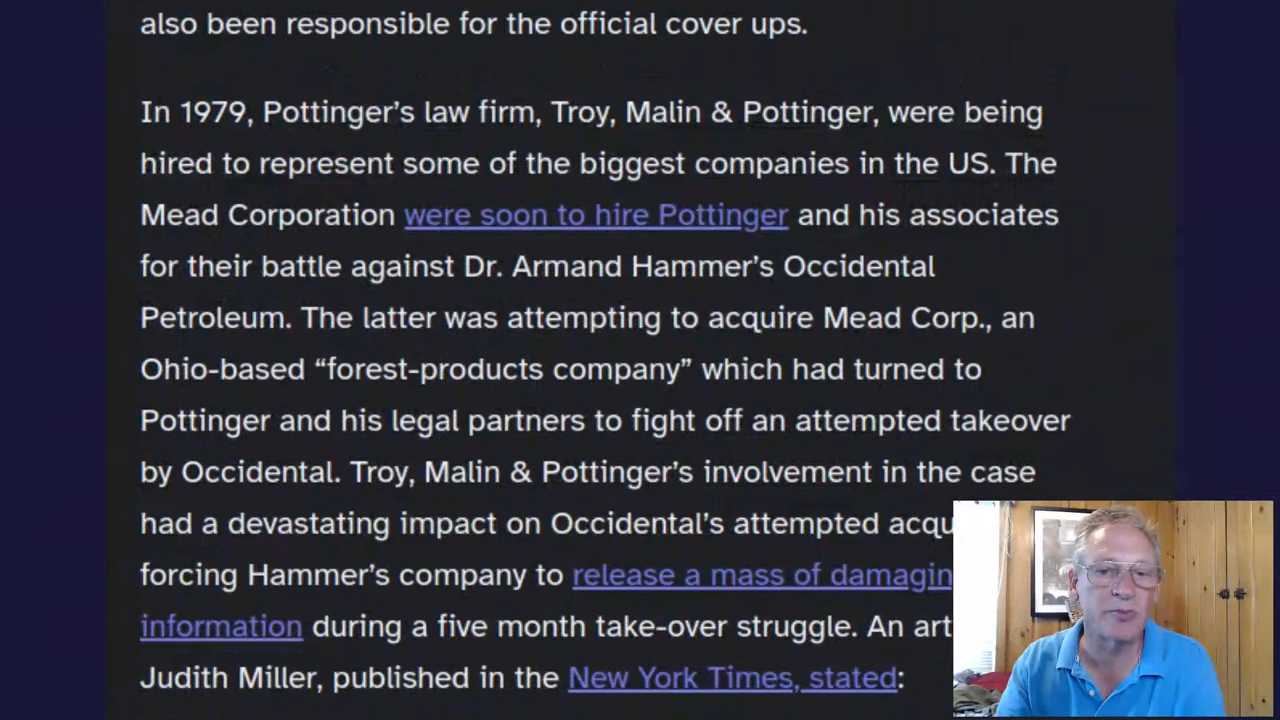 also been responsible for the official cover ups.
In 1979, Pottinger’s law firm, Troy, Malin & Pottinger, were being
hired to represent some of the biggest companies in the US. The
Mead Corporation were soon to hire Pottinger and his associates
for their battle against Dr. Armand Hammer’s Occidental
Petroleum. The latter was attempting to acquire Mead Corp., an
Ohio-based “forest-products company” which had turned to
Pottinger and his legal partners to fight off an attempted takeover
by Occidental. Troy, Malin & Pottinger’s involvement in the case
had a devastating impact on Occidental’s attempted
forcing Hammer’s company to release a mass of
information during a five month take-over struggle. An
Judith Miller, published in the New York Times, stated: